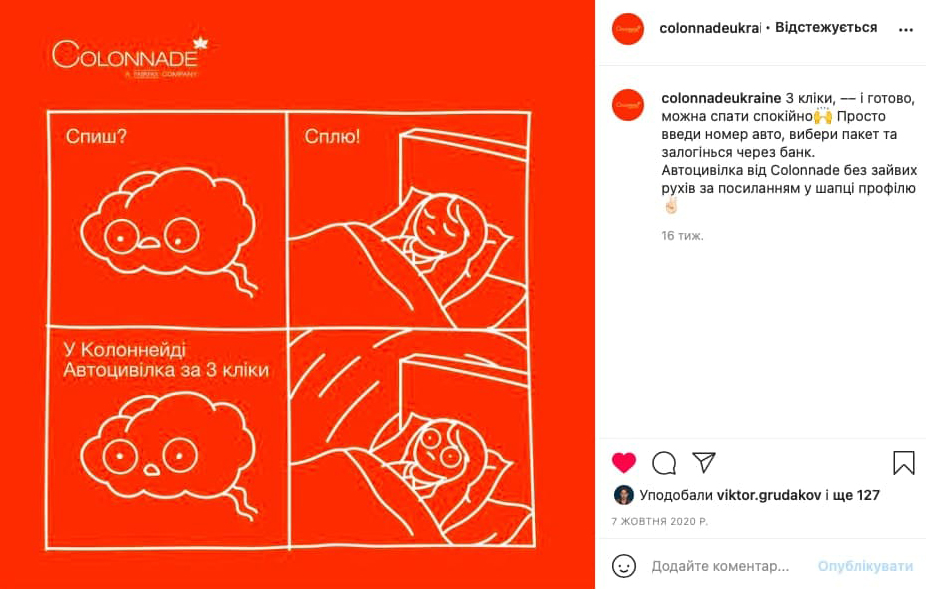 COLONNADE
A FAIRFAX COMPANY
Спиш?
Сплю!
У Колоннейді
Автоцивілка за 3 кліки
colonnadeukrai • Відстежується
colonnadeukraine 3 кліки, –– і готово,
можна спати спокійно🙌 Просто
введи номер авто, вибери пакет та
залогінься через банк.
Автоцивілка від Colonnade без зайвих
рухів за посиланням у шапці профілю
✌🏻
16 тиж.
Уподобали viktor.grudakov і ще 127
7 ЖОВТНЯ 2020 Р.
Додайте коментар...
Опублікувати